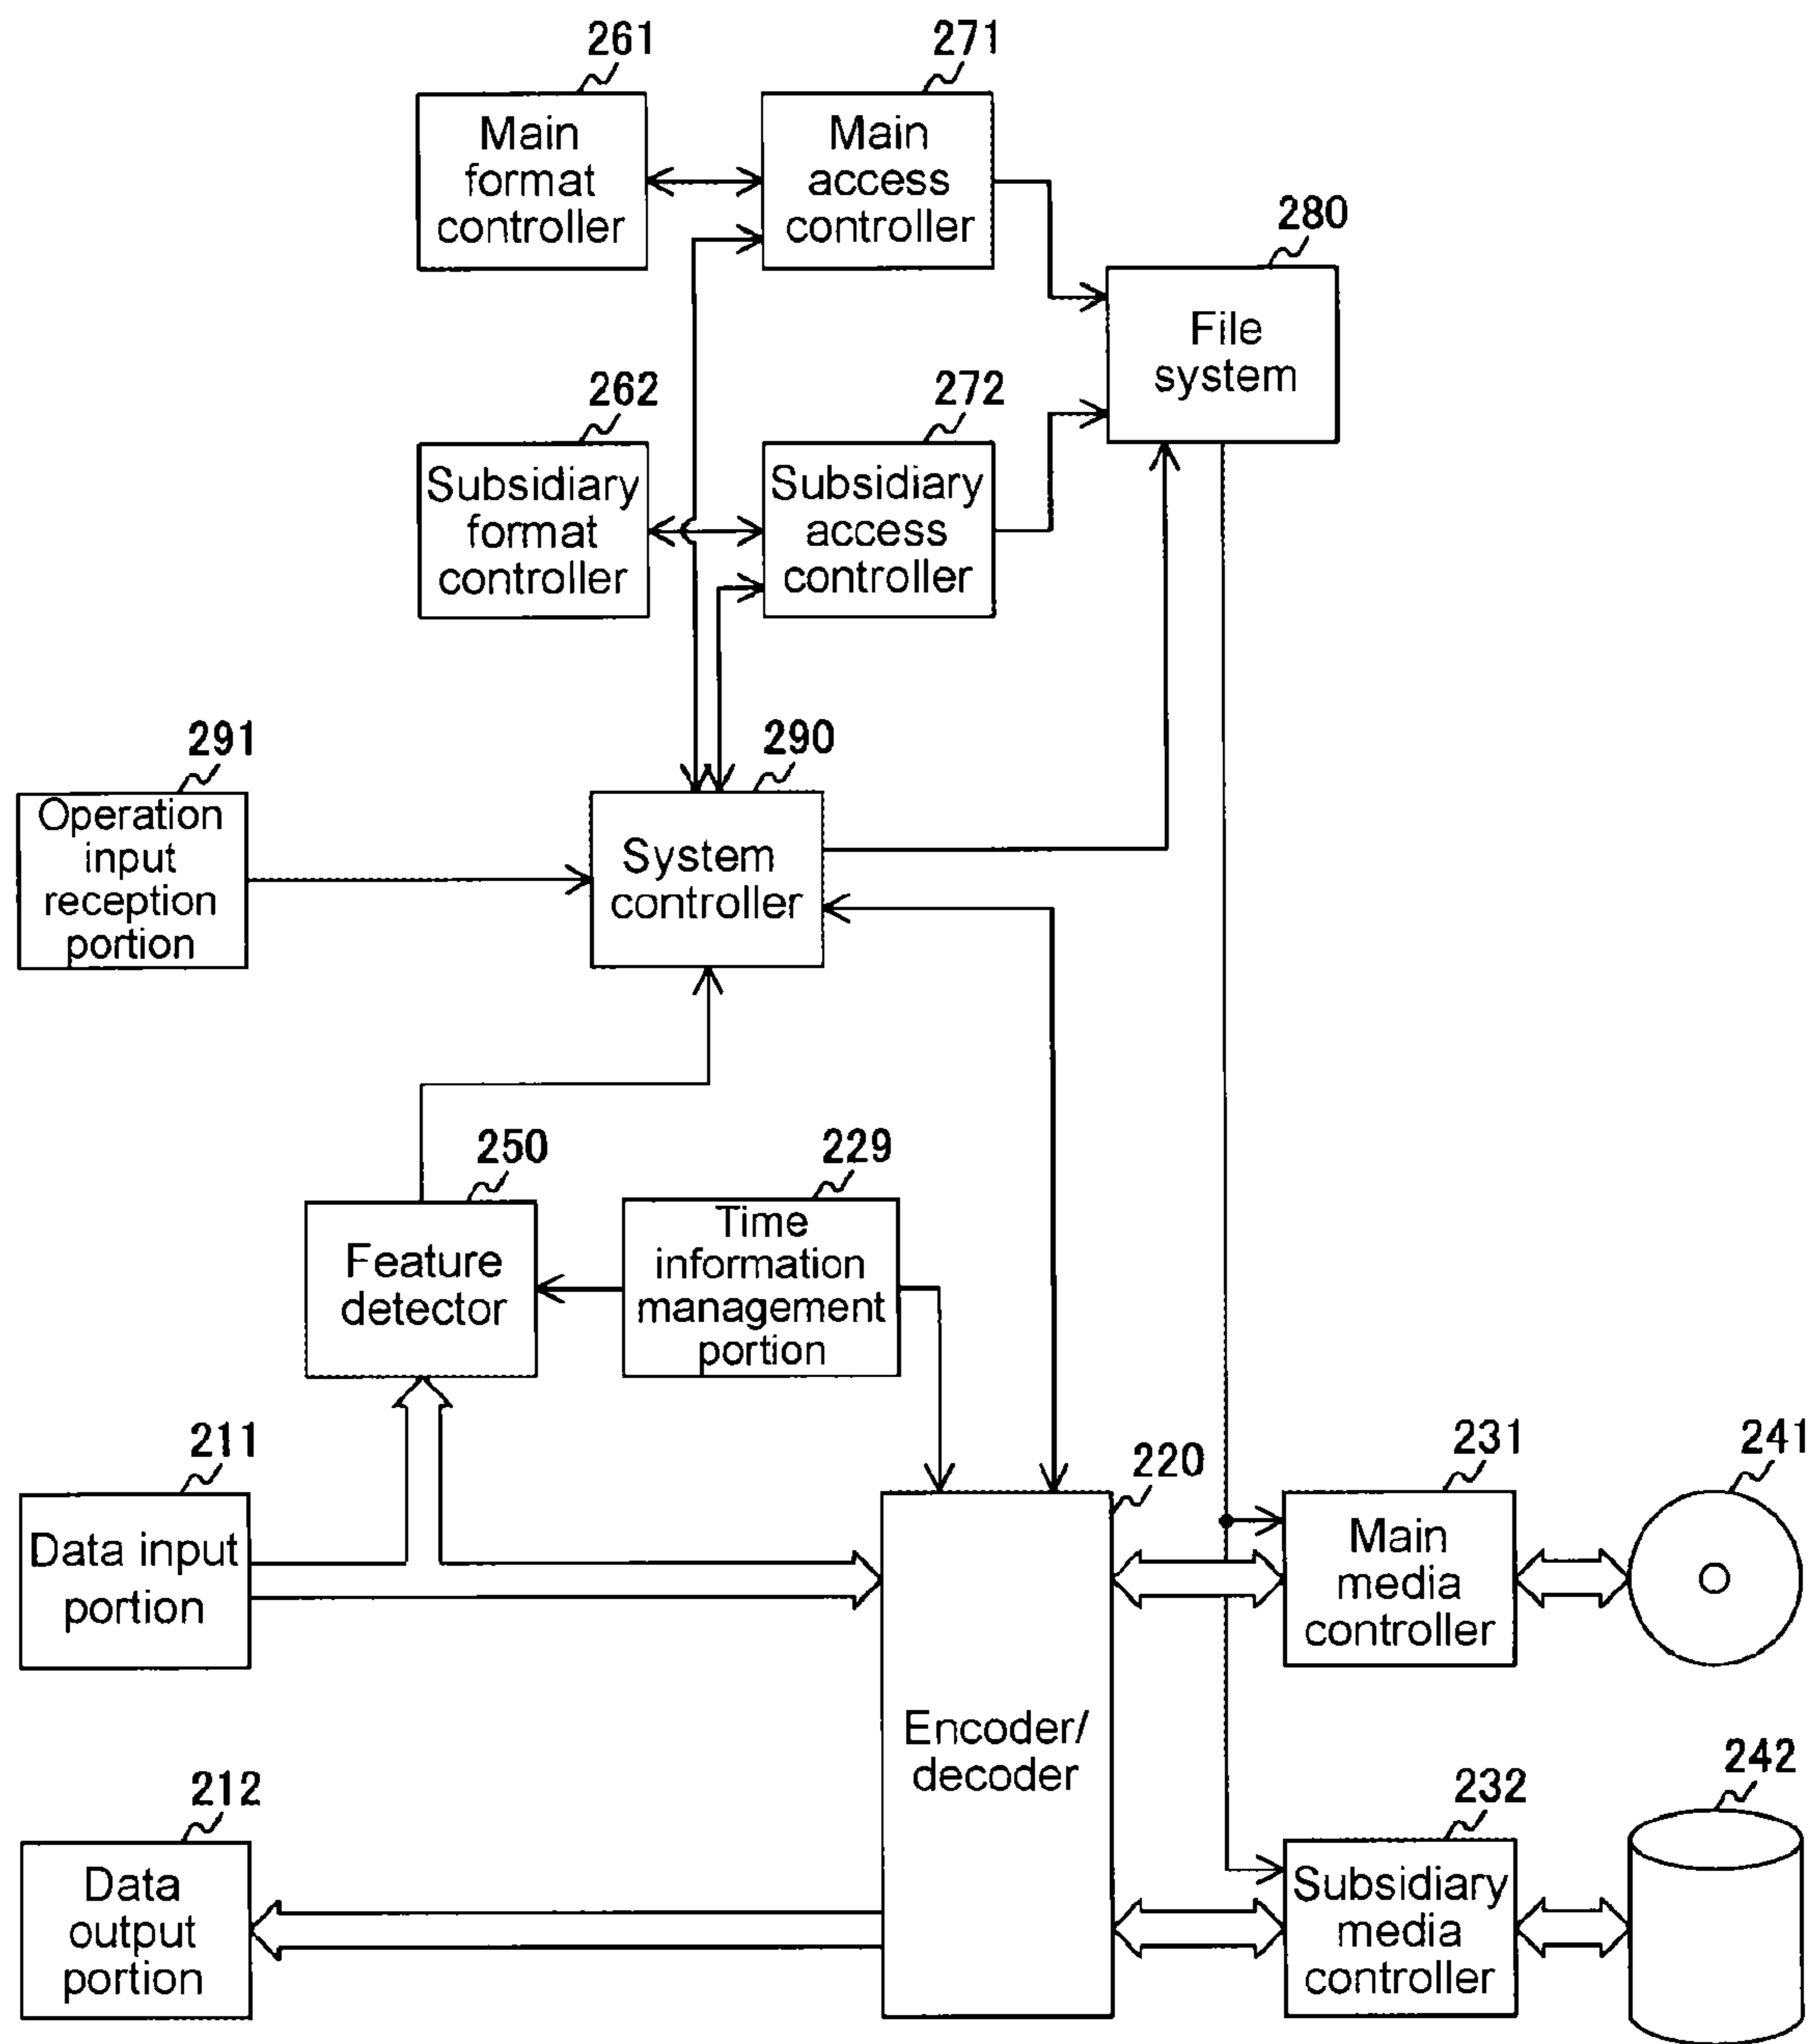 261
Main
format
controller
271
Main
access
controller
280
File
system
262
Subsidiary
format
controller
272
Subsidiary
access
controller
291
Operation
input
reception
portion
290
System
controller
250
Feature
detector
229
Time
information
management
portion
211
Data input
portion
220
Encoder/
decoder
231
Main
media
controller
241
212
Data
output
portion
232
Subsidiary
media
controller
242